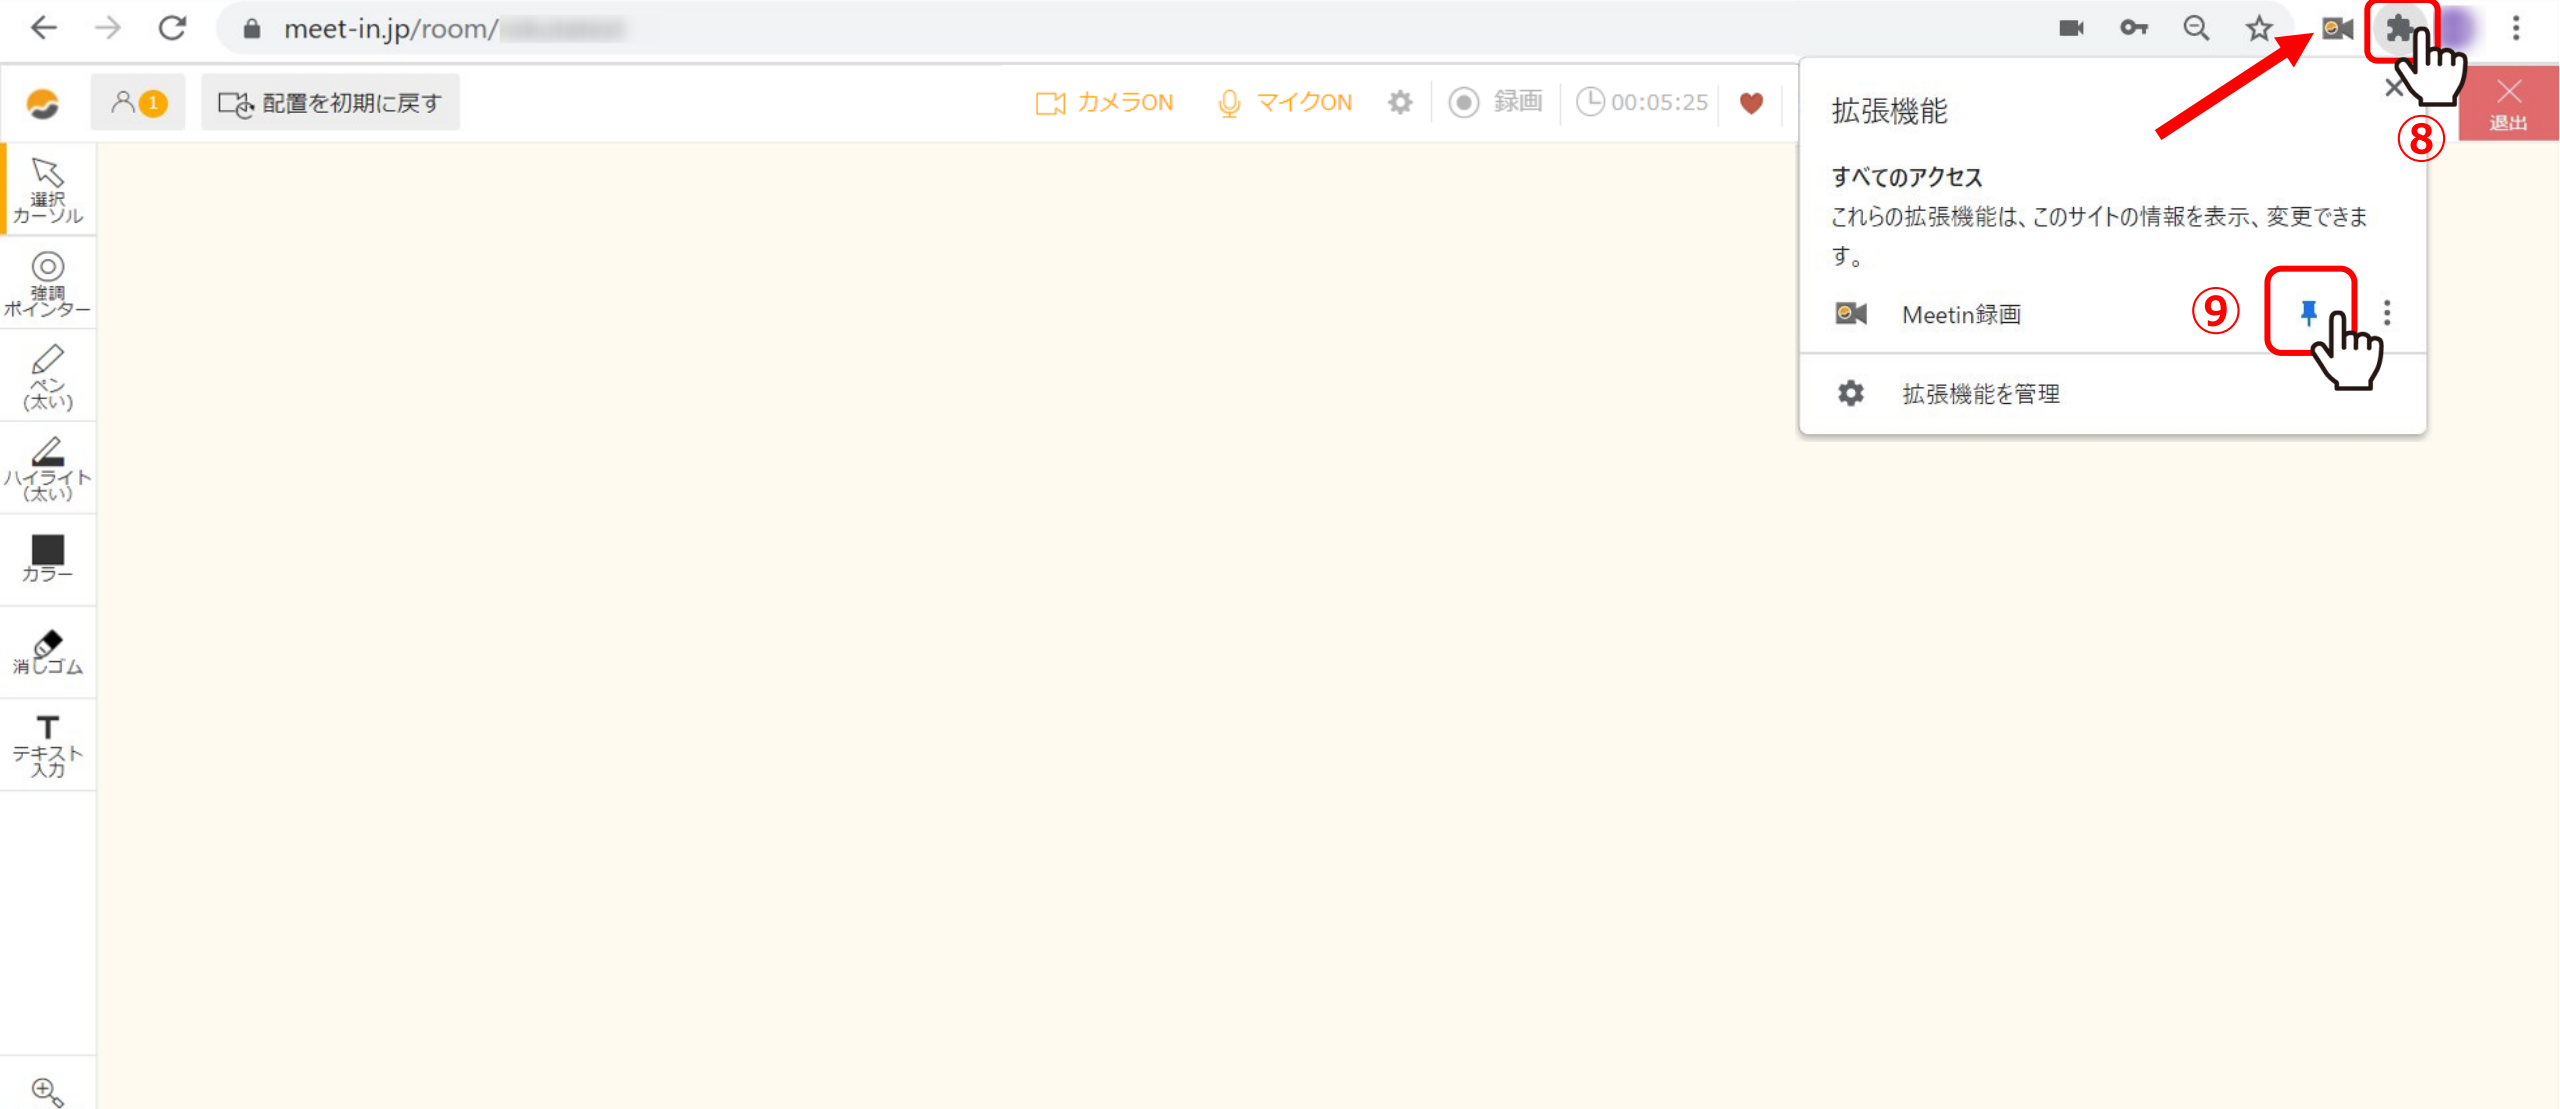 meet-in.jp/room/
1
配置を初期に戻す
カメラON
マイクON
録画
00:05:25
退出
拡張機能
⑧
すべてのアクセス
これらの拡張機能は、このサイトの情報を表示、変更できま
す。
Meetin録画
⑨
拡張機能を管理
選択
カーソル
強調
ポインター
ペン
(太い)
ハイライト
(太い)
カラー
消しゴム
T
テキスト
入力